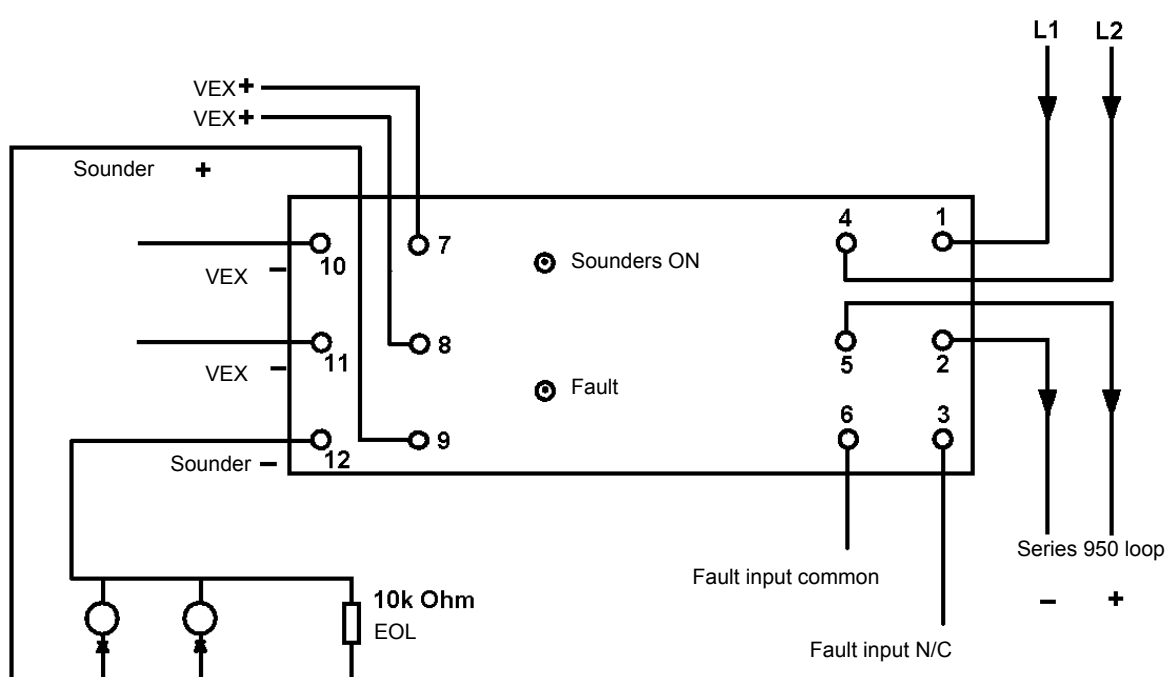 L1 L2
VEX+
VEX+
Sounder +
4 1
10 7
Sounders ON
VEX −
11 8
5 2
VEX −
Fault
6 3
12 9
Sounder −
Series 950 loop
− +
Fault input common
10k Ohm
EOL
Fault input N/C